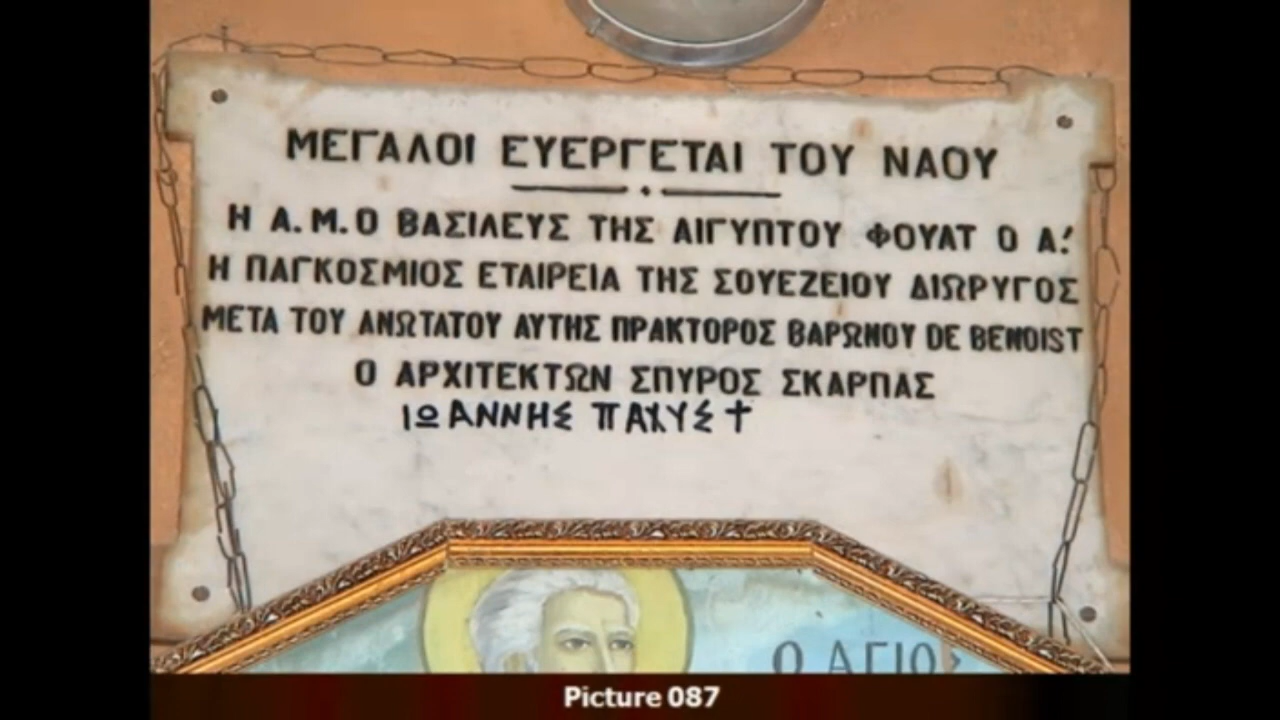 ΜΕΓΑΛΟΙ ΕΥΕΡΓΕΤΑΙ ΤΟΥ ΝΑΟΥ
Η Α.Μ.Ο ΒΑΣΙΛΕΥΣ ΤΗΣ ΑΙΓΥΠΤΟΥ ΦΟΥΑΤ Ο Α!
Η ΠΑΓΚΟΣΜΙΟΣ ΕΤΑΙΡΕΙΑ ΤΗΣ ΣΟΥΕΖΕΙΟΥ ΔΙΩΡΥΓΟΣ
ΜΕΤΑ ΤΟΥ ΑΝΩΤΑΤΟΥ ΑΥΤΗΣ ΠΡΑΚΤΟΡΟΣ ΒΑΡΩΝΟΥ DE BENOIST
Ο ΑΡΧΙΤΕΚΤΩΝ ΣΠΥΡΟΣ ΣΚΑΡΠΑΣ
ΙΩΑΝΝΗΣ ΠΑΧΥΣ †
Ο ΑΓΙΟΣ
Picture 087